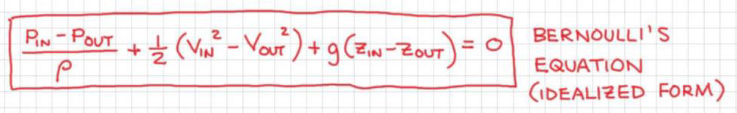 (P_IN - P_OUT)/ρ + 1/2 (V_IN² - V_OUT²) + g(Z_IN - Z_OUT) = 0
BERNOULLI'S
EQUATION
(IDEALIZED FORM)